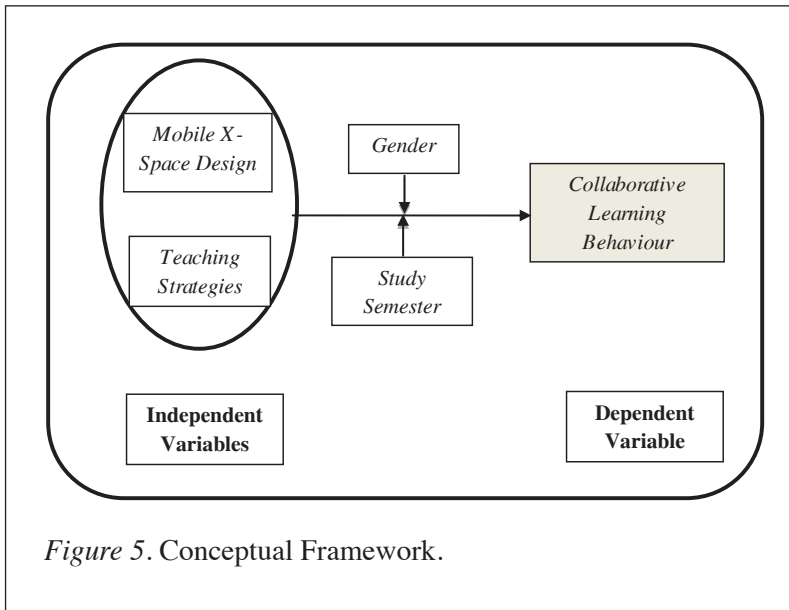 Mobile X-
Space Design
Gender
Collaborative
Learning
Behaviour
Teaching
Strategies
Study
Semester
Independent
Variables
Dependent
Variable
Figure 5. Conceptual Framework.